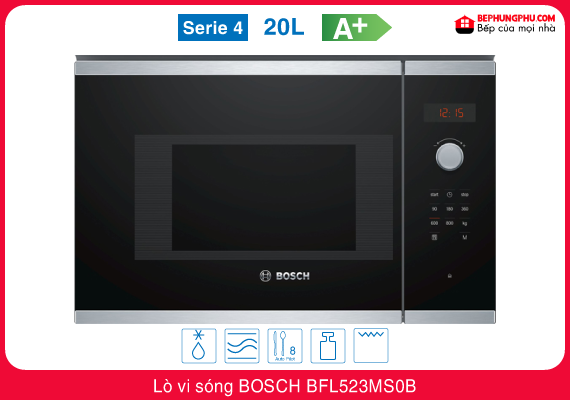 Serie 4
20L
A+
BEPHUNGPHU.COM
Bếp của mọi nhà
12:15
start stop
90 180 360
600 800 kg
M
BOSCH
8
Auto Pilot
Lò vi sóng BOSCH BFL523MS0B